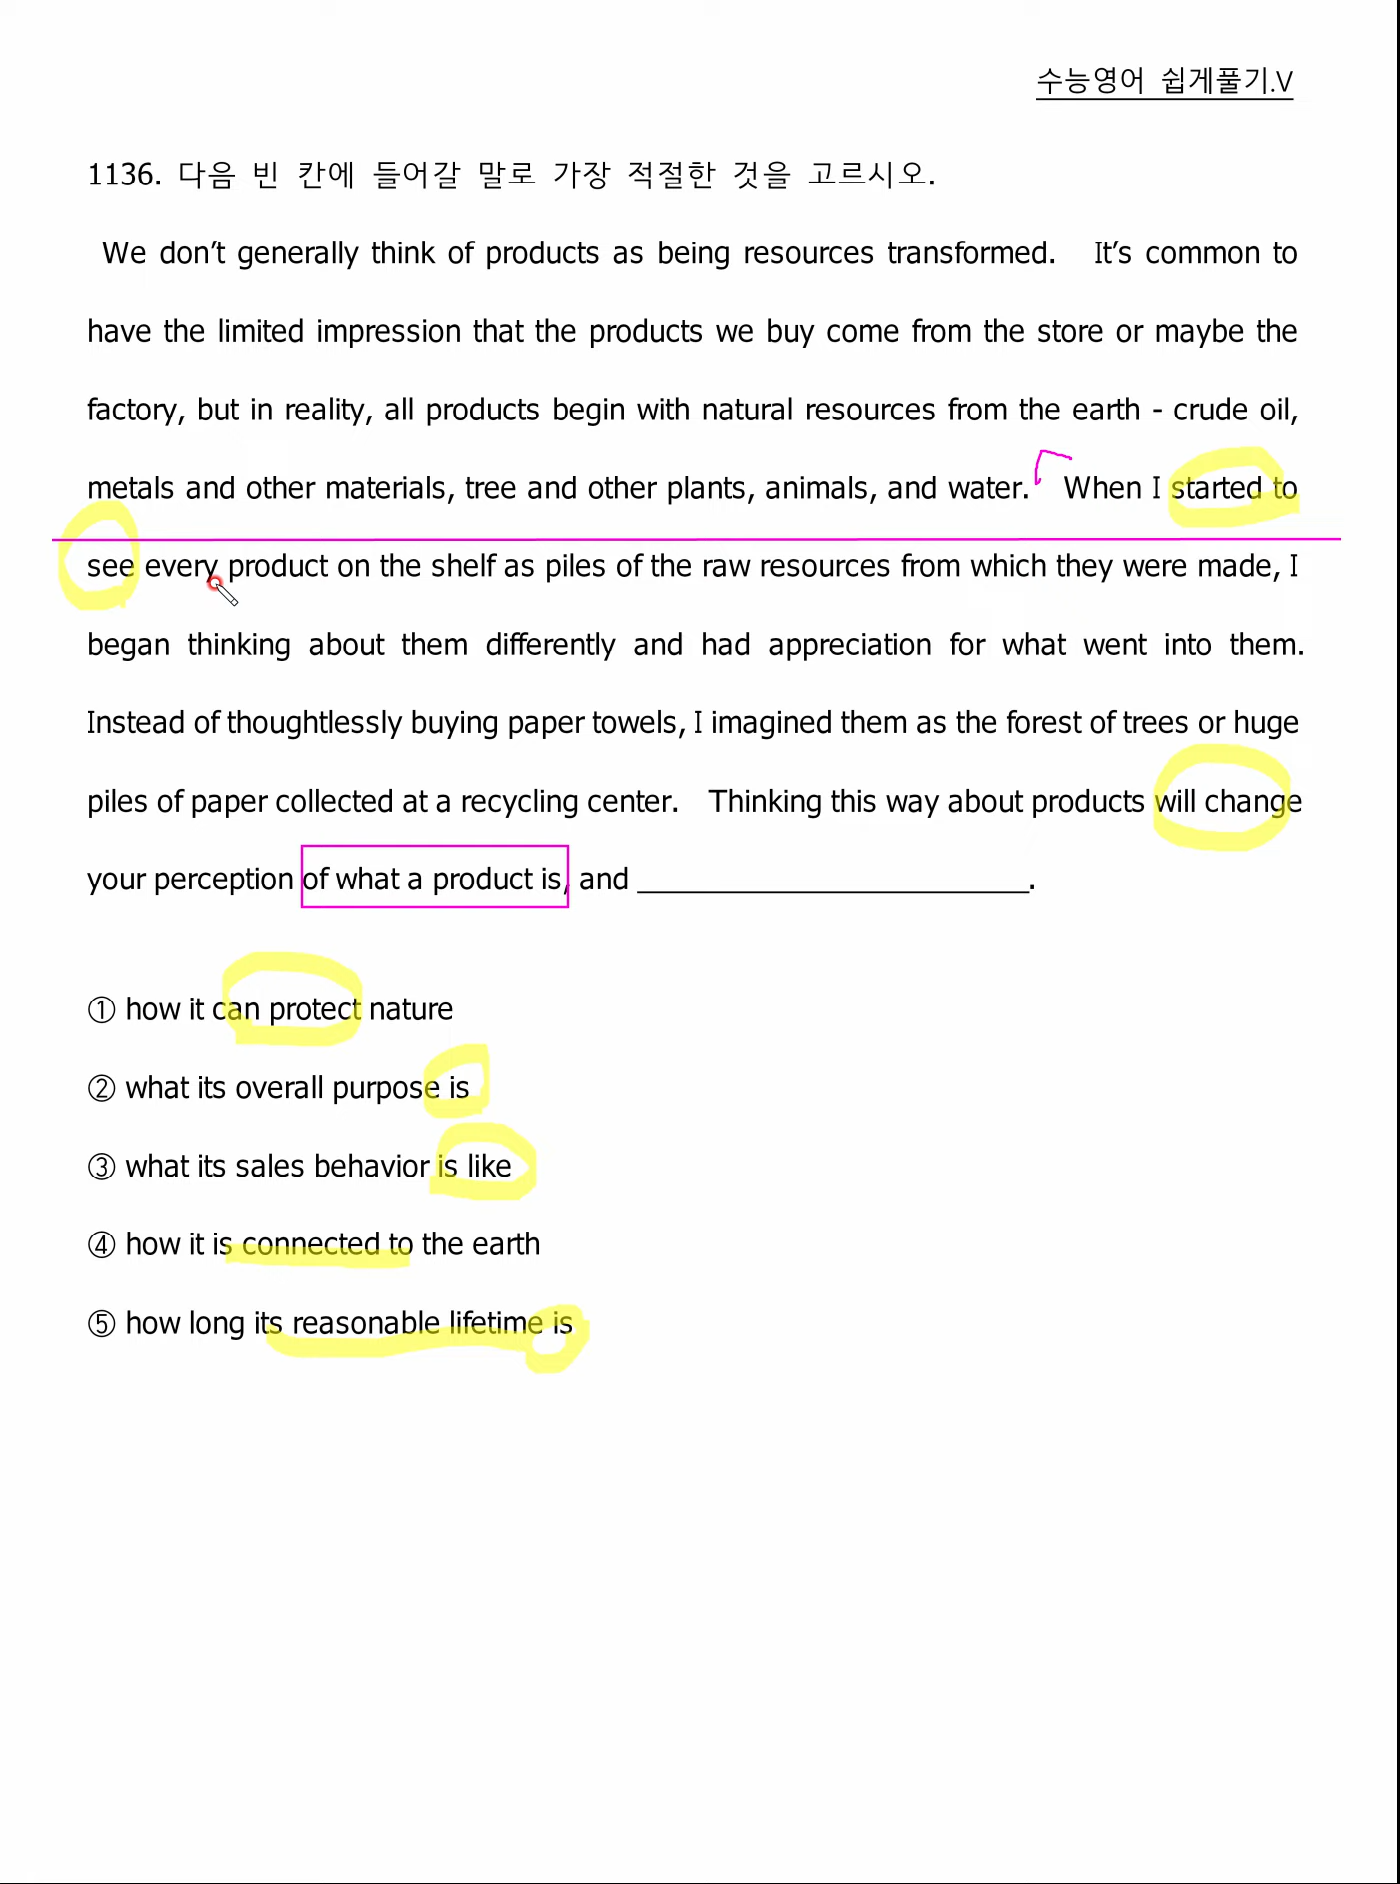 수능영어 쉽게풀기.V
1136. 다음 빈 칸에 들어갈 말로 가장 적절한 것을 고르시오.
We don’t generally think of products as being resources transformed. It’s common to
have the limited impression that the products we buy come from the store or maybe the
factory, but in reality, all products begin with natural resources from the earth - crude oil,
metals and other materials, tree and other plants, animals, and water. When I started to
see every product on the shelf as piles of the raw resources from which they were made, I
began thinking about them differently and had appreciation for what went into them.
Instead of thoughtlessly buying paper towels, I imagined them as the forest of trees or huge
piles of paper collected at a recycling center. Thinking this way about products will change
your perception of what a product is, and ____________________.
① how it can protect nature
② what its overall purpose is
③ what its sales behavior is like
④ how it is connected to the earth
⑤ how long its reasonable lifetime is